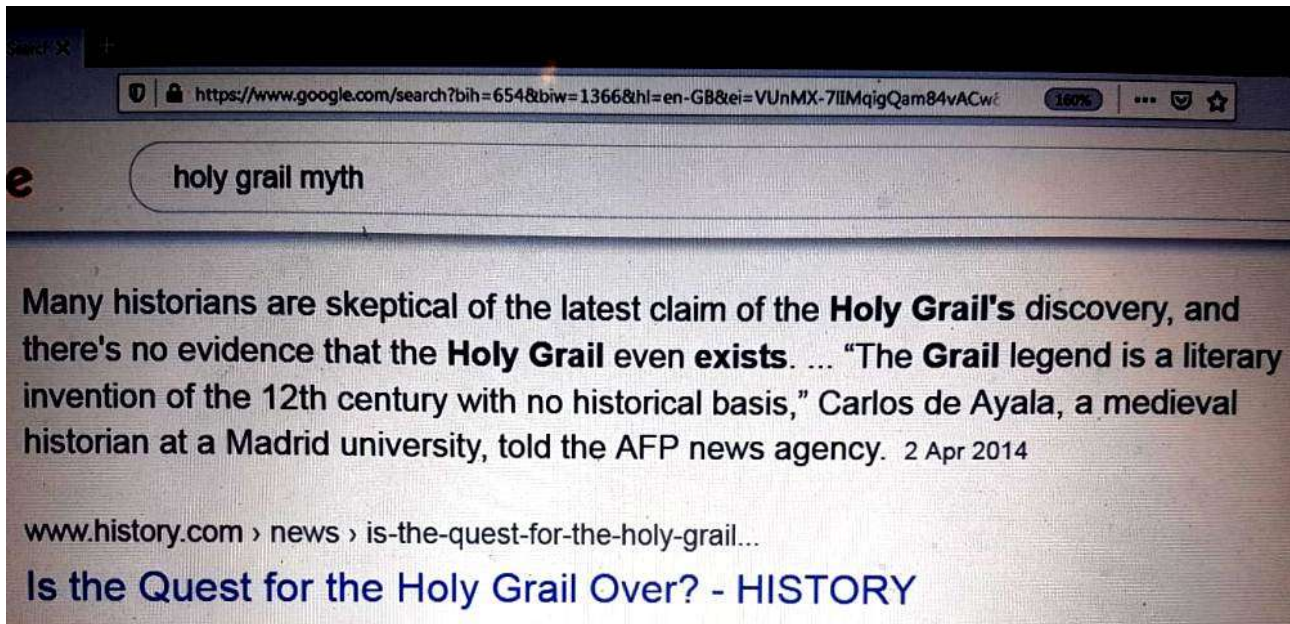 Search
https://www.google.com/search?bih=654&biw=1366&hl=en-GB&ei= 160%
e holy grail myth
Many historians are skeptical of the latest claim of the Holy Grail's discovery, and
there's no evidence that the Holy Grail even exists. ... “The Grail legend is a literary
invention of the 12th century with no historical basis,” Carlos de Ayala, a medieval
historian at a Madrid university, told the AFP news agency. 2 Apr 2014
www.history.com › news › is-the-quest-for-the-holy-grail...
Is the Quest for the Holy Grail Over? - HISTORY